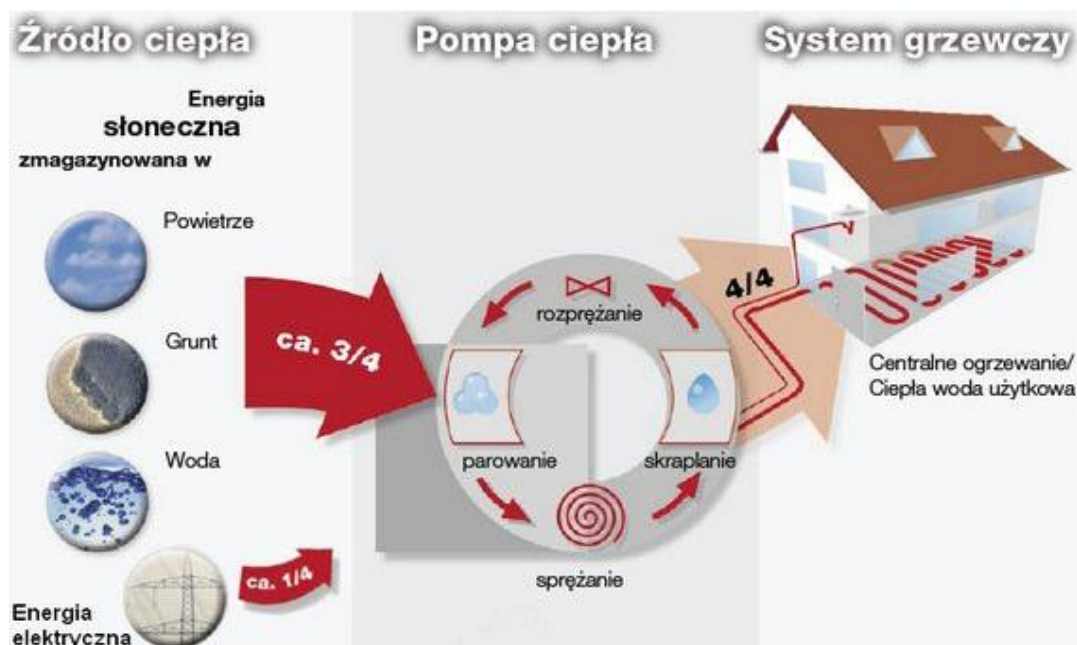 Źródło ciepła
Pompa ciepła
System grzewczy
Energia
słoneczna
zmagazynowana w
Powietrze
Grunt
Woda
Energia
elektryczna
ca. 3/4
ca. 1/4
rozprężanie
parowanie
skraplanie
sprężanie
4/4
Centralne ogrzewanie/
Ciepła woda użytkowa